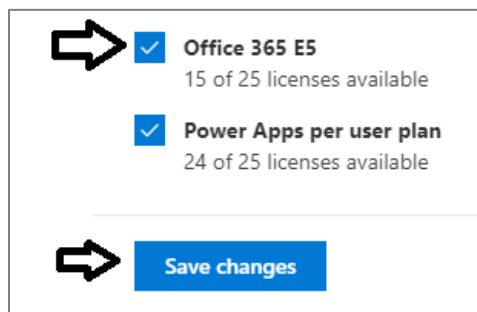 Office 365 E5
15 of 25 licenses available
Power Apps per user plan
24 of 25 licenses available
Save changes